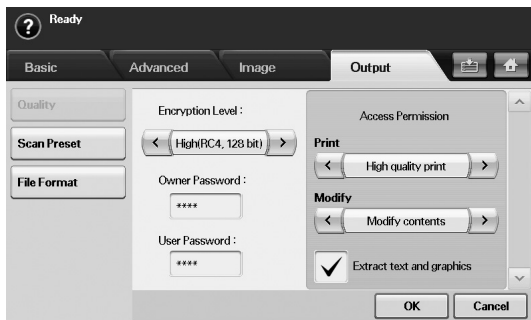 Ready
Basic
Advanced
Image
Output
Quality
Scan Preset
File Format
Encryption Level :
High(RC4, 128 bit)
Owner Password :
****
User Password :
****
Access Permission
Print
High quality print
Modify
Modify contents
Extract text and graphics
OK
Cancel